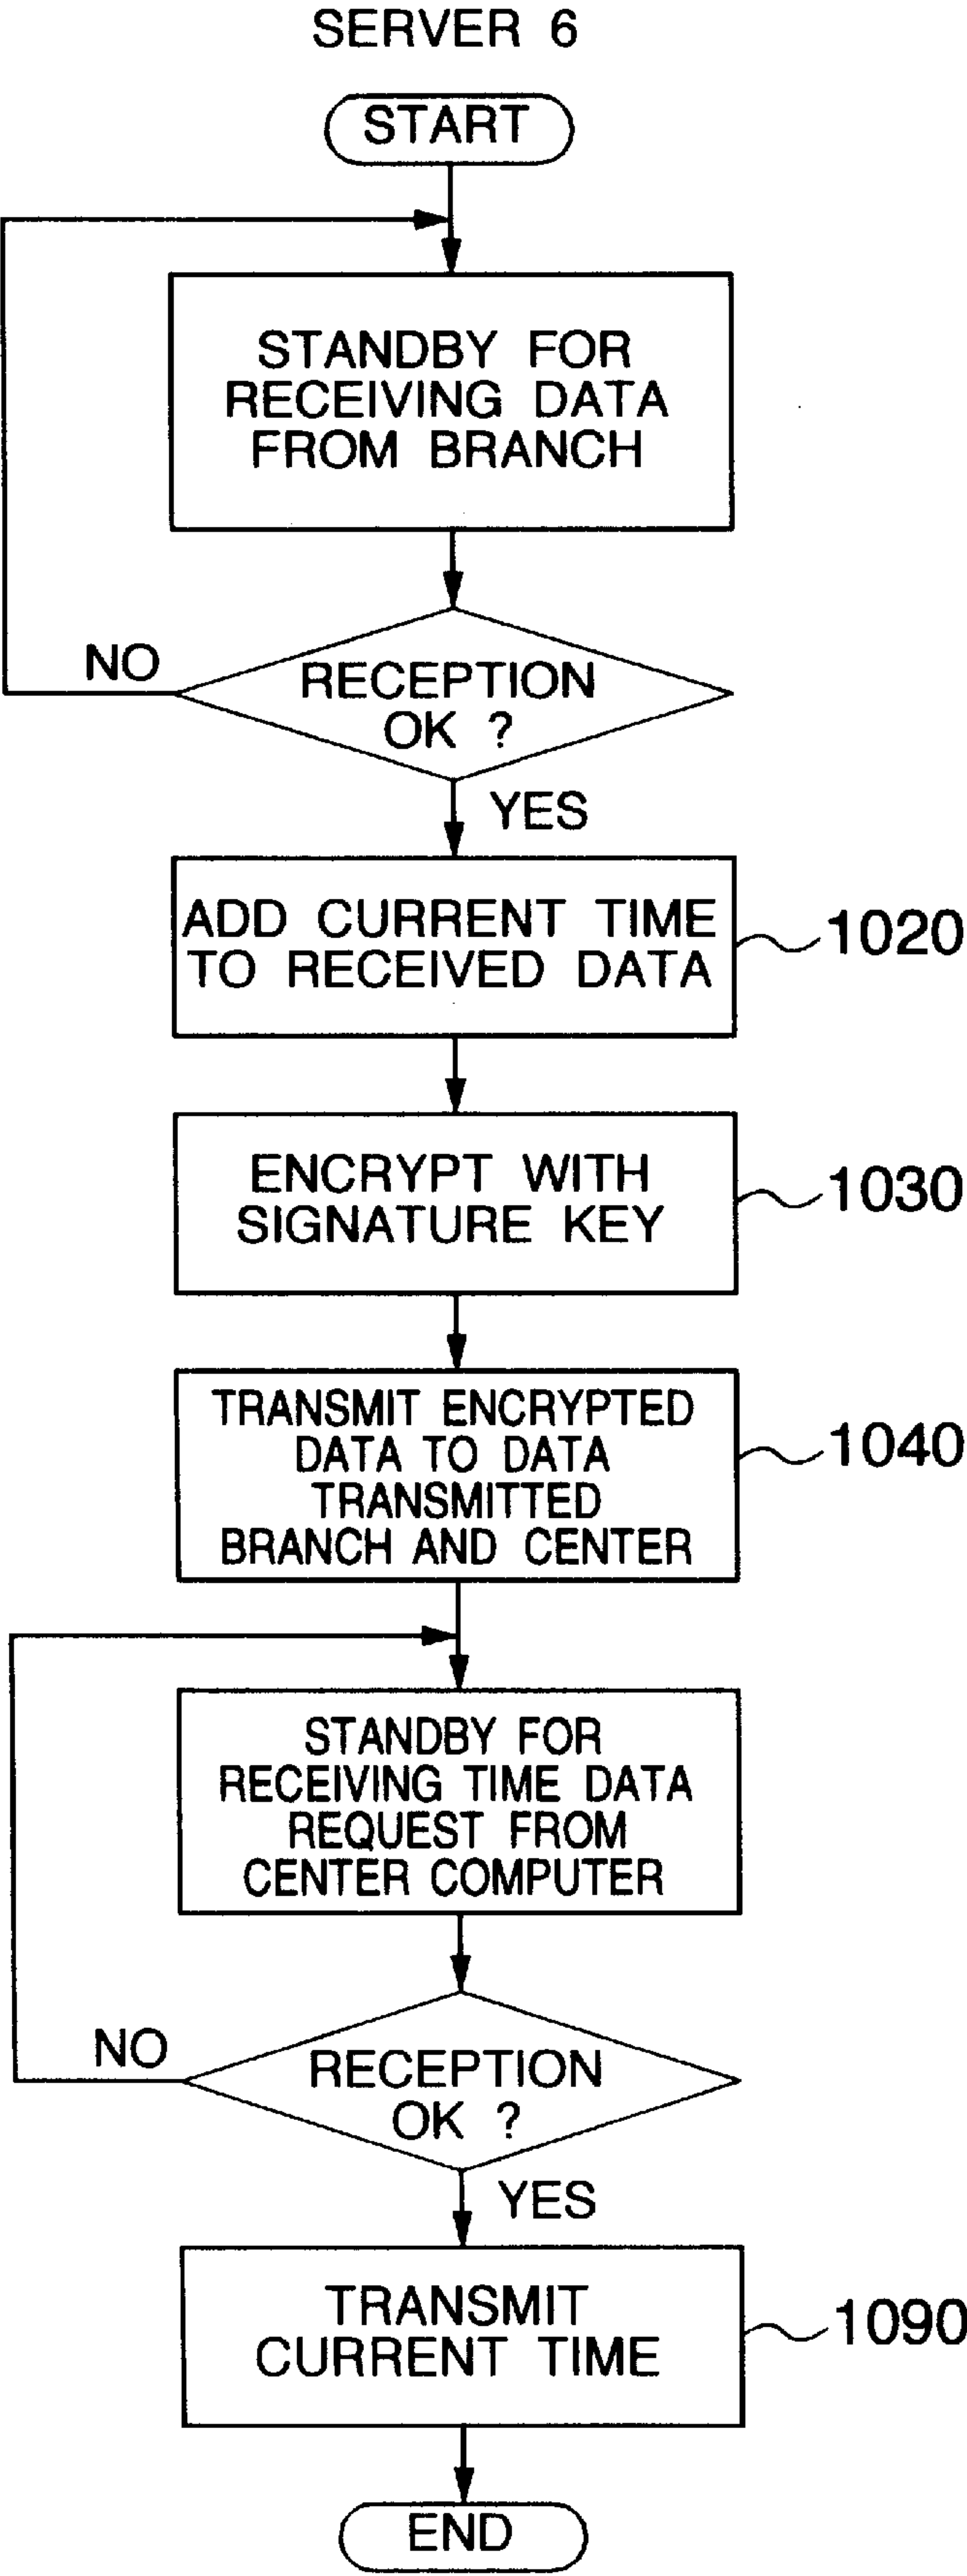 SERVER 6
START
STANDBY FOR
RECEIVING DATA
FROM BRANCH
NO
RECEPTION
OK ?
YES
ADD CURRENT TIME
TO RECEIVED DATA
1020
ENCRYPT WITH
SIGNATURE KEY
1030
TRANSMIT ENCRYPTED
DATA TO DATA
TRANSMITTED
BRANCH AND CENTER
1040
STANDBY FOR
RECEIVING TIME DATA
REQUEST FROM
CENTER COMPUTER
NO
RECEPTION
OK ?
YES
TRANSMIT
CURRENT TIME
1090
END